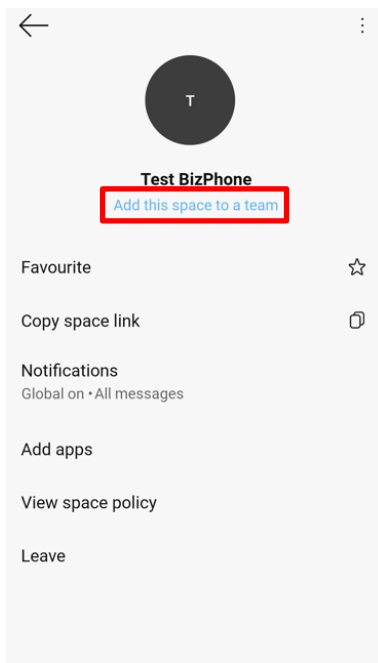 T
Test BizPhone
Add this space to a team
Favourite
Copy space link
Notifications
Global on • All messages
Add apps
View space policy
Leave